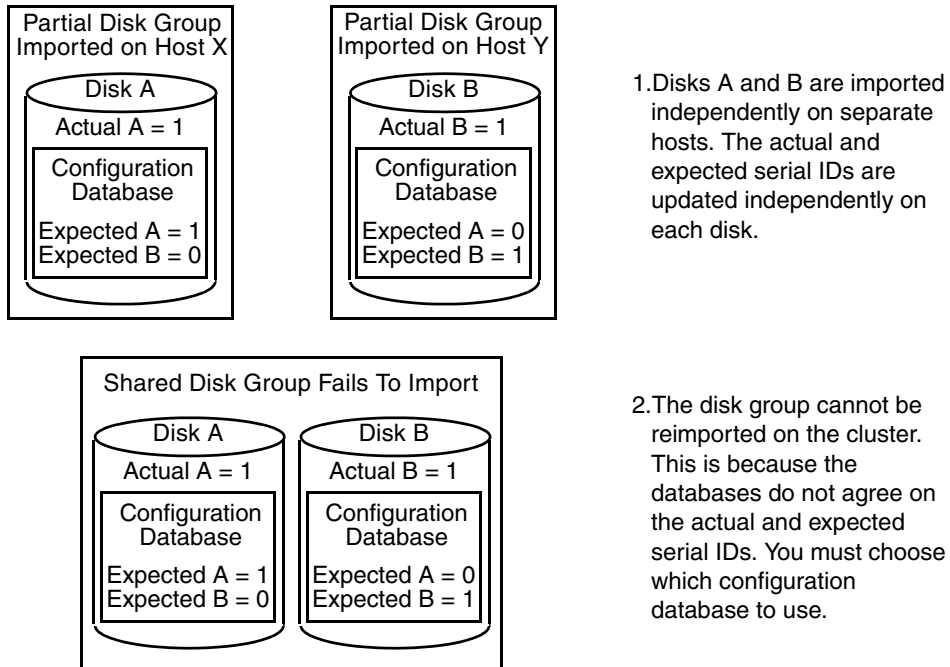 Partial Disk Group
Imported on Host X
Disk A
Actual A = 1
Configuration
Database
Expected A = 1
Expected B = 0
Partial Disk Group
Imported on Host Y
Disk B
Actual B = 1
Configuration
Database
Expected A = 0
Expected B = 1
1.Disks A and B are imported
independently on separate
hosts. The actual and
expected serial IDs are
updated independently on
each disk.
Shared Disk Group Fails To Import
Disk A
Actual A = 1
Configuration
Database
Expected A = 1
Expected B = 0
Disk B
Actual B = 1
Configuration
Database
Expected A = 0
Expected B = 1
2.The disk group cannot be
reimported on the cluster.
This is because the
databases do not agree on
the actual and expected
serial IDs. You must choose
which configuration
database to use.